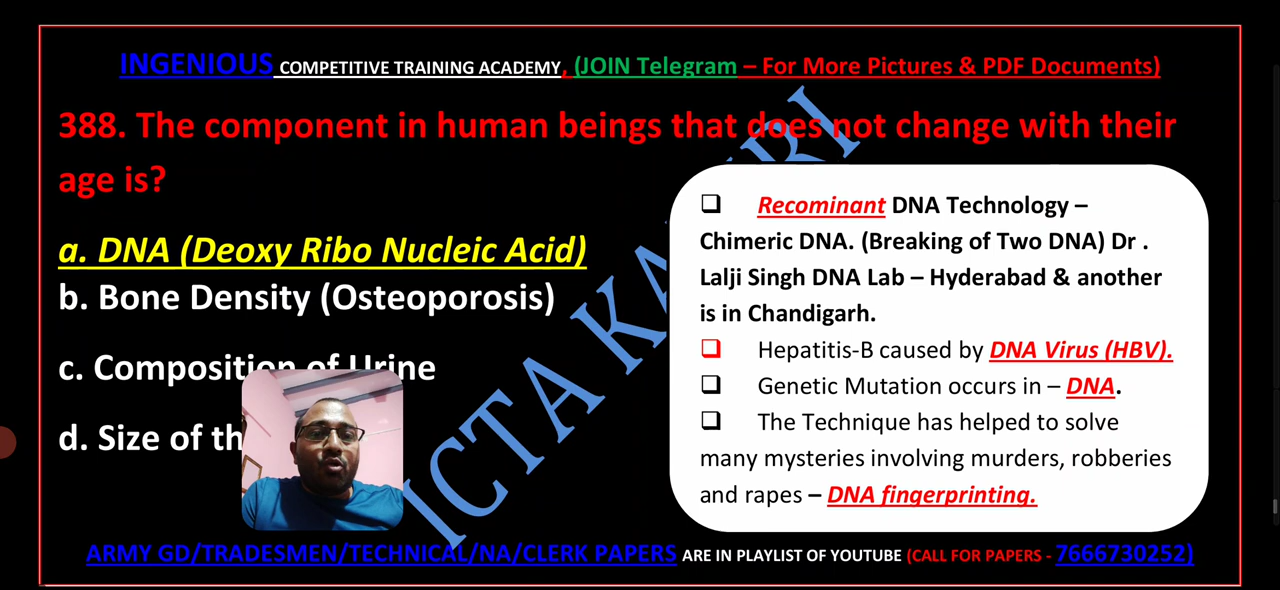 INGENIOUS COMPETITIVE TRAINING ACADEMY, (JOIN Telegram – For More Pictures & PDF Documents)
388. The component in human beings that does not change with their
age is?
a. DNA (Deoxy Ribo Nucleic Acid)
b. Bone Density (Osteoporosis)
c. Composition of Urine
d. Size of th
❑ Recominant DNA Technology –
Chimeric DNA. (Breaking of Two DNA) Dr .
Lalji Singh DNA Lab – Hyderabad & another
is in Chandigarh.
❑ Hepatitis-B caused by DNA Virus (HBV).
❑ Genetic Mutation occurs in – DNA.
❑ The Technique has helped to solve
many mysteries involving murders, robberies
and rapes – DNA fingerprinting.
ARMY GD/TRADESMEN/TECHNICAL/NA/CLERK PAPERS ARE IN PLAYLIST OF YOUTUBE (CALL FOR PAPERS - 7666730252)
ICTA KA RI